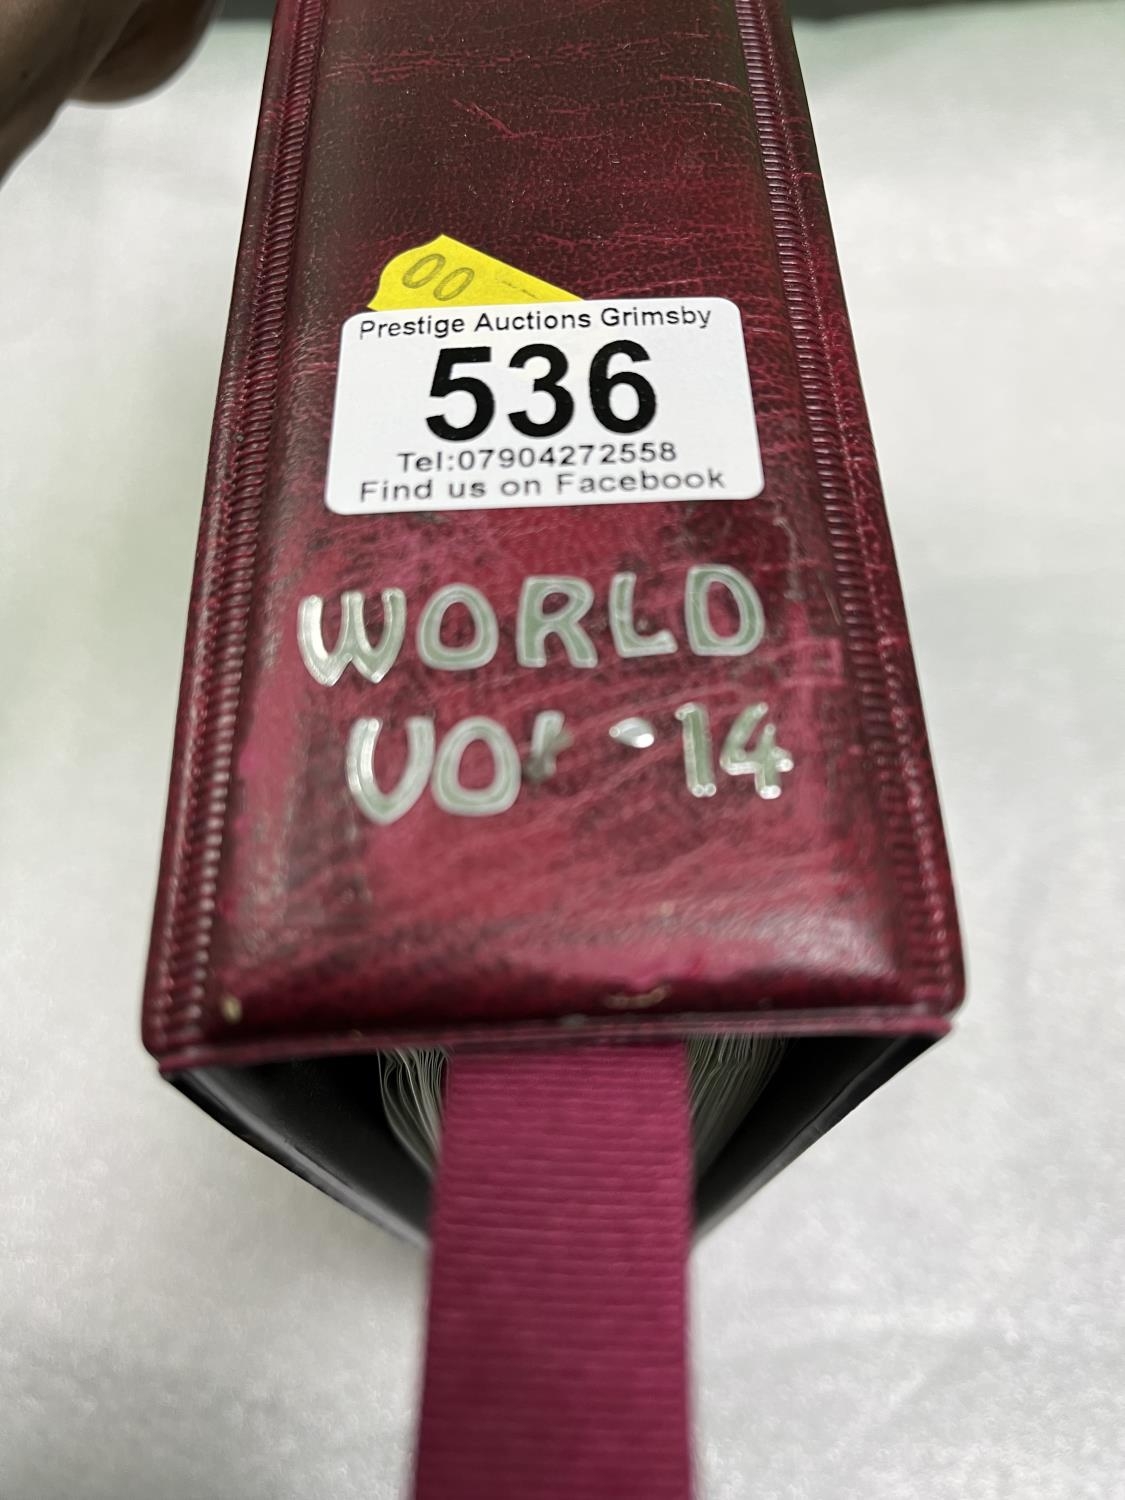 00
Prestige Auctions Grimsby
536
Tel:07904272558
Find us on Facebook
WORLD
VOL·14